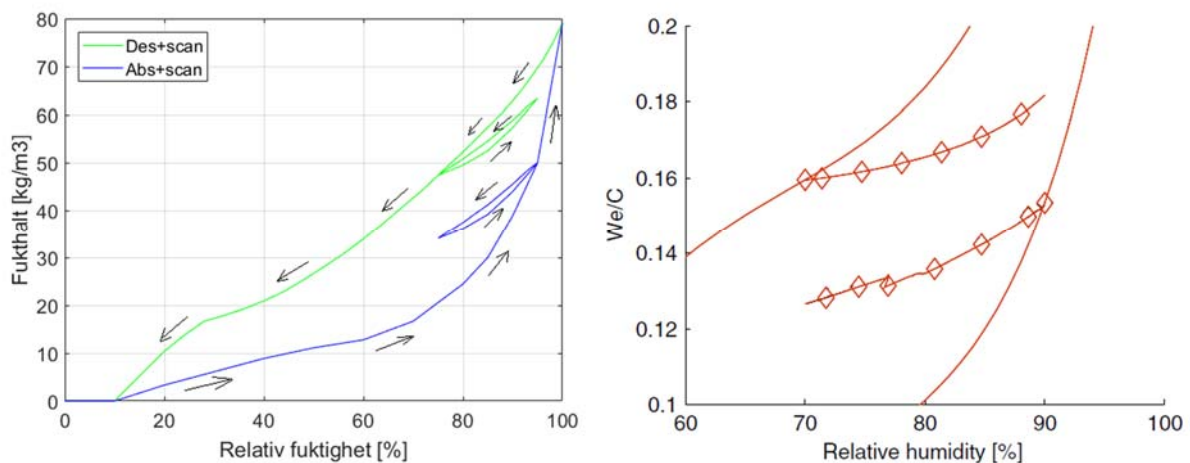 80
70
60
50
40
30
20
10
0
Fukthalt [kg/m3]
Des+scan
Abs+scan
0 20 40 60 80 100
Relativ fuktighet [%]
0.2
0.18
0.16
0.14
0.12
0.1
We/C
60 70 80 90 100
Relative humidity [%]